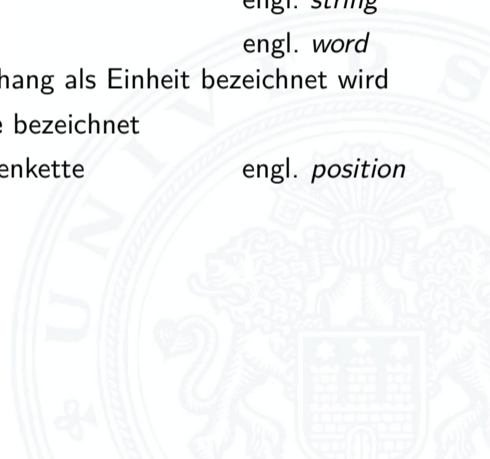 engl. string
engl. word
hang als Einheit bezeichnet wird
bezeichnet
enkette engl. position
U N I V S